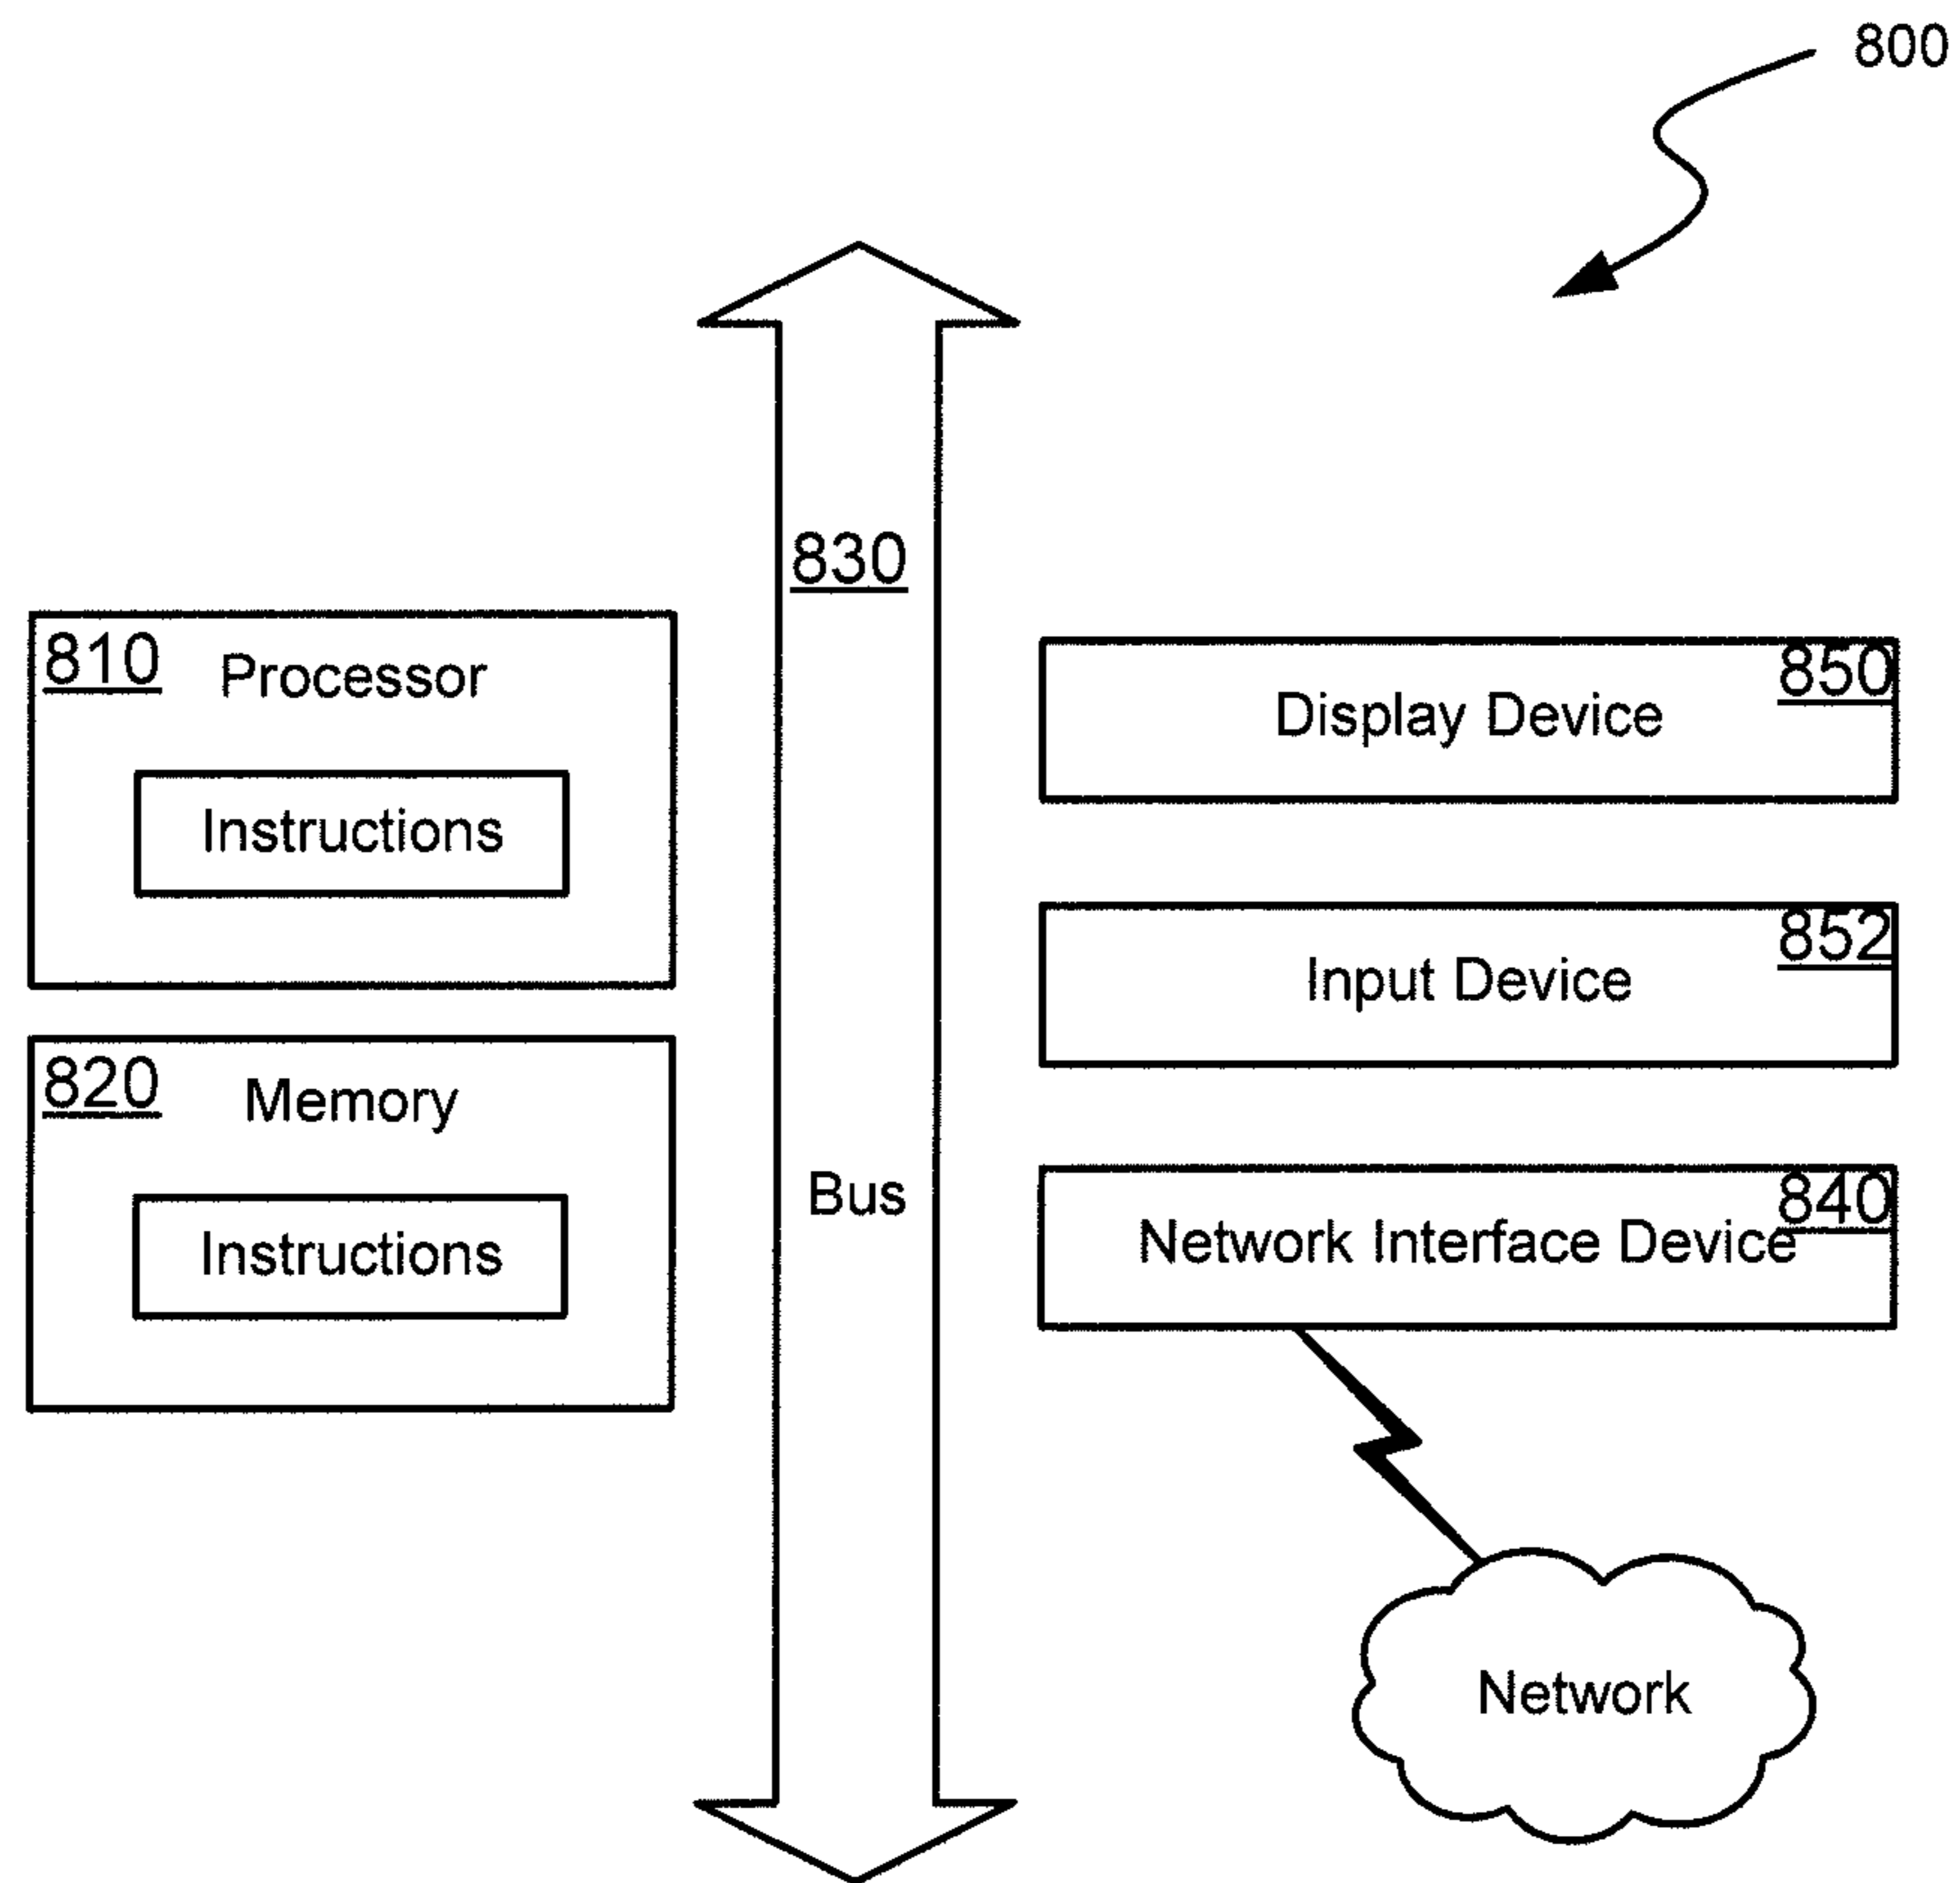 800
830
810
Processor
Instructions
820
Memory
Instructions
Bus
850
Display Device
852
Input Device
840
Network Interface Device
Network